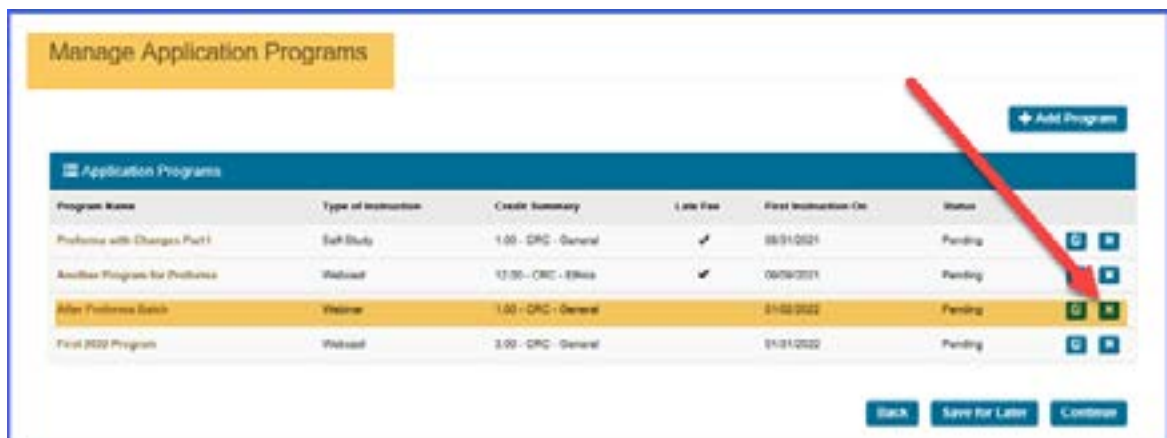 Manage Application Programs
+ Add Program
Application Programs
Program Name Type of Instruction Credit Summary Late Fee First Instruction On Status
Proforma with Changes Part1 Self Study 1.00 - CRC - General ✔ 08/31/2021 Pending
Another Program for Proforma Webcast 12.00 - CRC - Ethics ✔ 09/09/2021 Pending
After Proforma Batch Webinar 1.00 - CRC - General 01/02/2022 Pending
First 2022 Program Webcast 3.00 - CRC - General 01/01/2022 Pending
Back Save for Later Continue